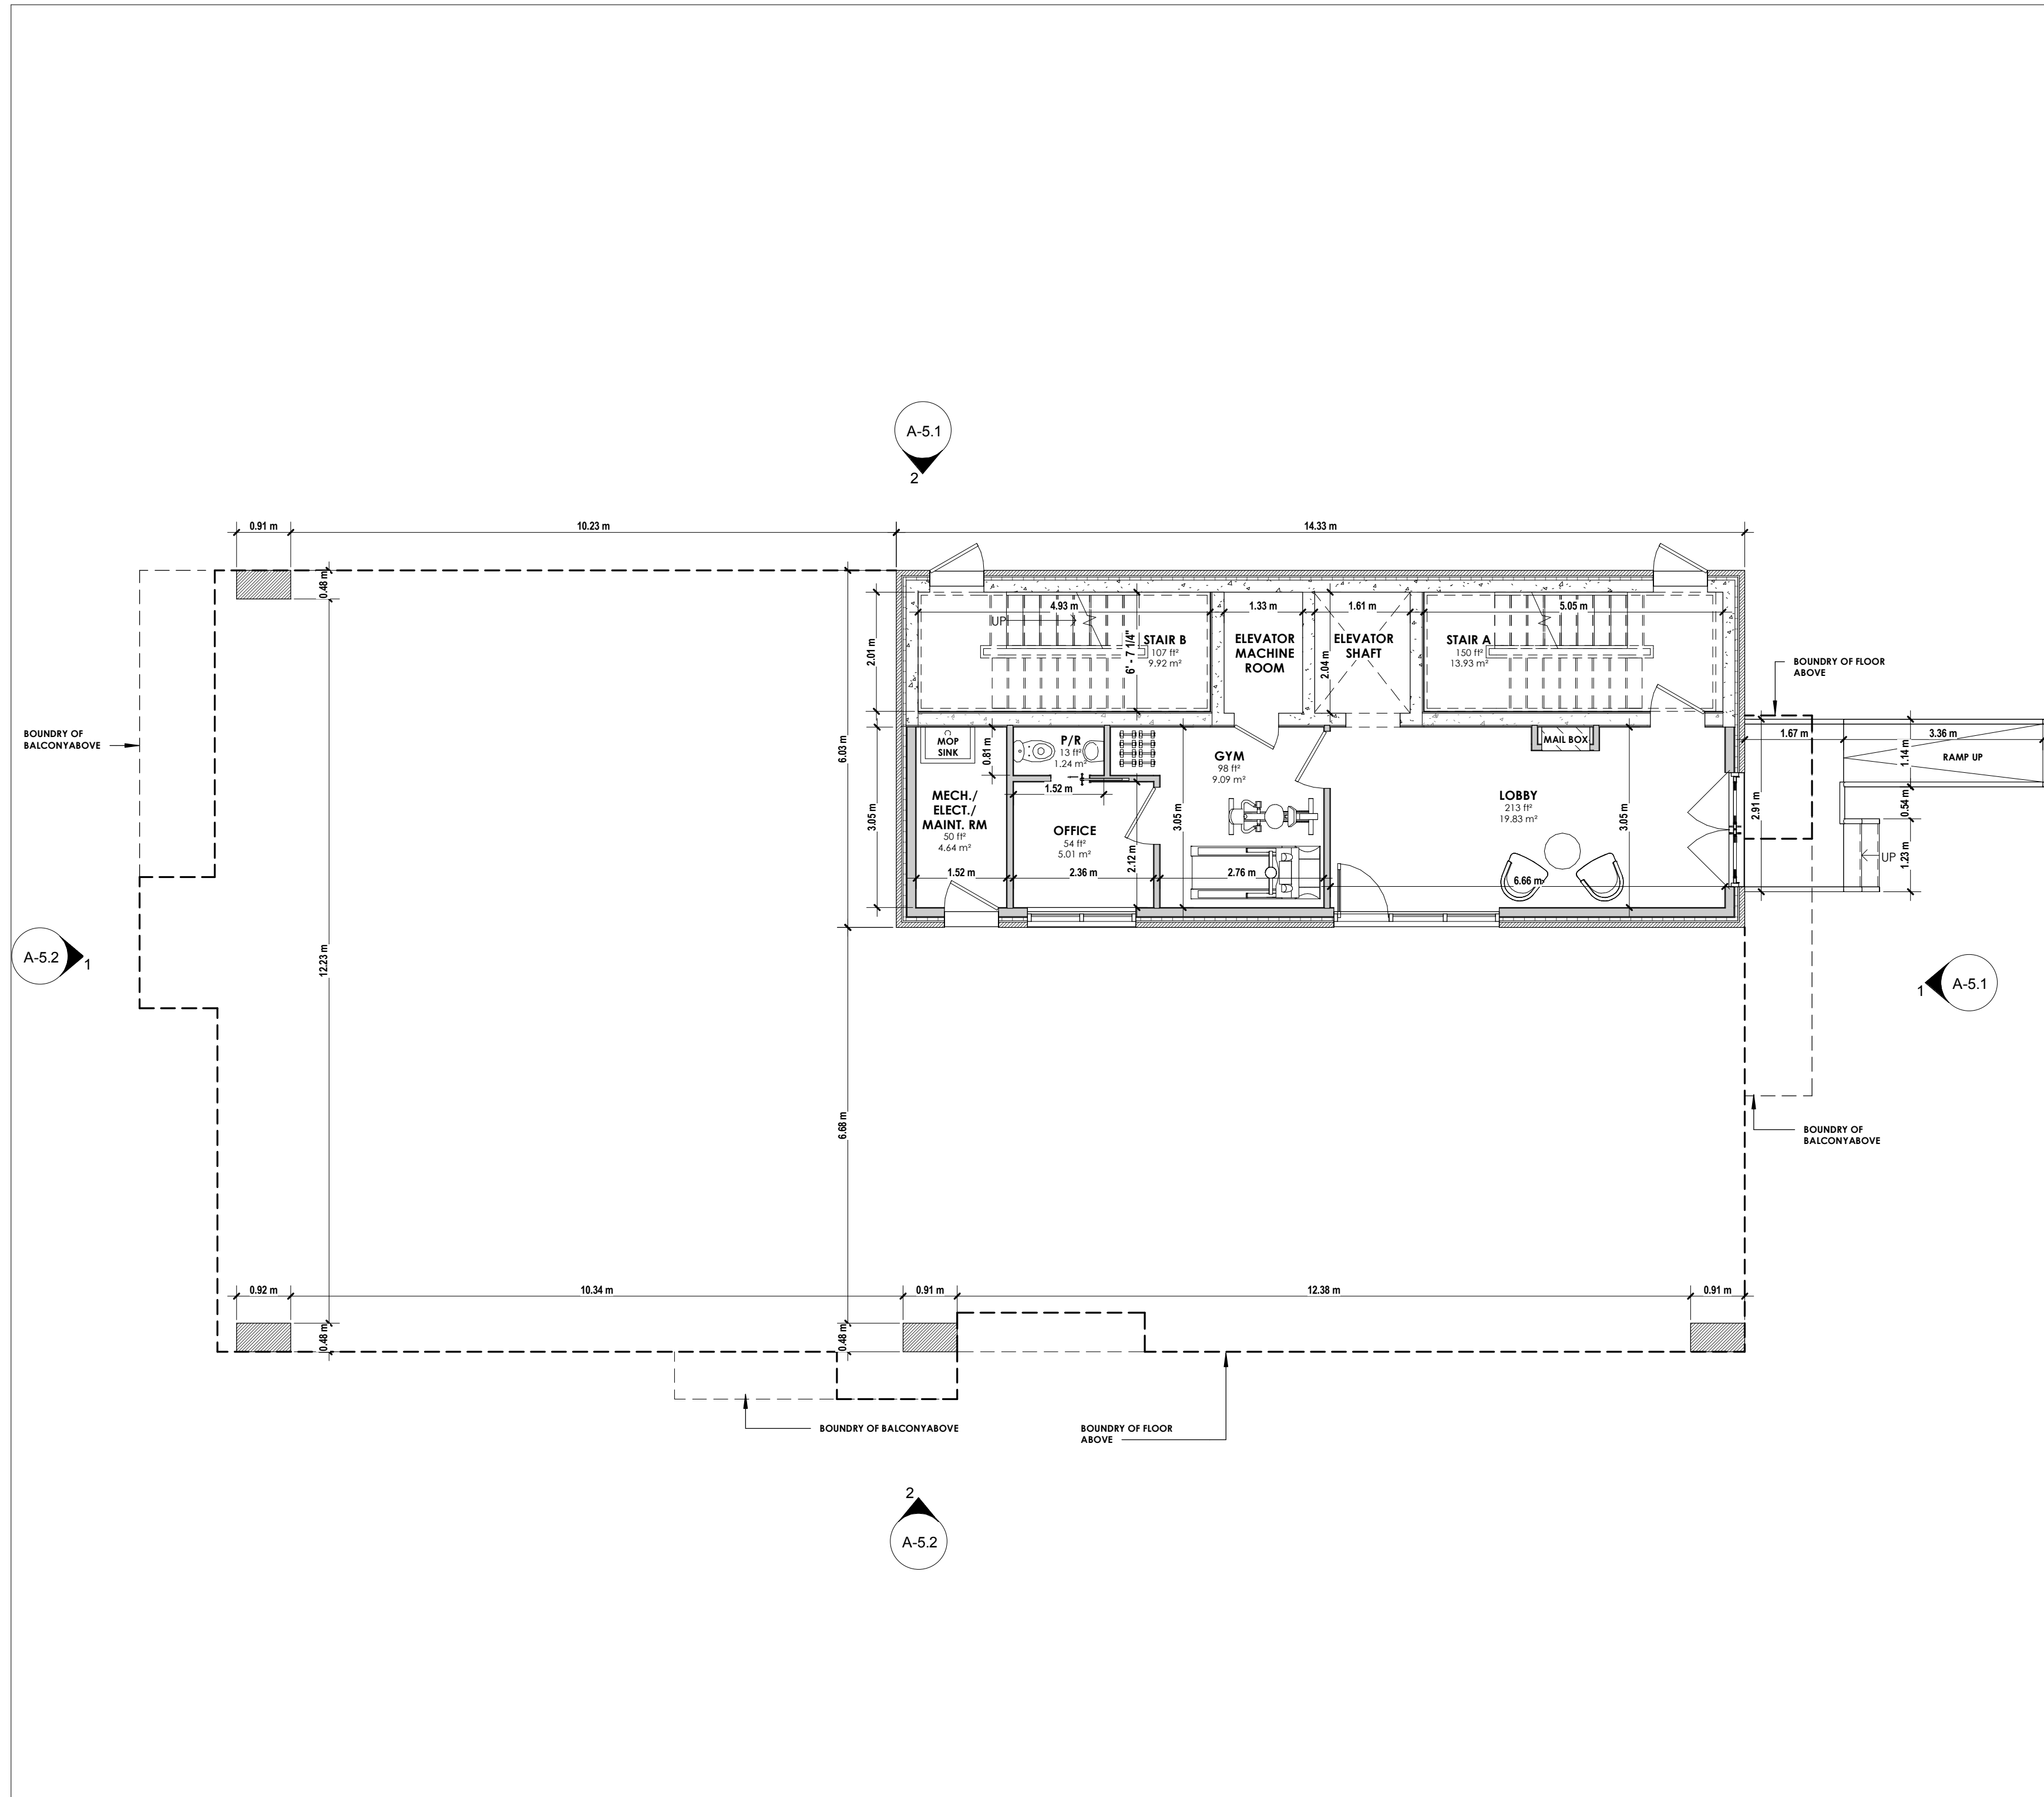 A-5.1
2
0.91 m
10.23 m
14.33 m
0.48 m
4.93 m
1.33 m
1.61 m
5.05 m
UP
STAIR B
107 ft²
9.92 m²
6' - 7 1/4"
ELEVATOR
MACHINE
ROOM
ELEVATOR
SHAFT
2.04 m
STAIR A
150 ft²
13.93 m²
2.01 m
BOUNDRY OF FLOOR
ABOVE
BOUNDRY OF
BALCONYABOVE
6.03 m
MOP
SINK
0.81 m
P/R
13 ft²
1.24 m²
GYM
98 ft²
9.09 m²
MAIL BOX
1.67 m
3.36 m
1.14 m
RAMP UP
MECH./
ELECT./
MAINT. RM
50 ft²
4.64 m²
1.52 m
OFFICE
54 ft²
5.01 m²
3.05 m
3.05 m
LOBBY
213 ft²
19.83 m²
3.05 m
2.91 m
0.54 m
1.23 m
UP
2.12 m
1.52 m
2.36 m
2.76 m
6.66 m
A-5.2
1
12.23 m
1
A-5.1
6.68 m
BOUNDRY OF
BALCONYABOVE
0.92 m
10.34 m
0.91 m
12.38 m
0.91 m
0.48 m
0.48 m
BOUNDRY OF BALCONYABOVE
BOUNDRY OF FLOOR
ABOVE
2
A-5.2